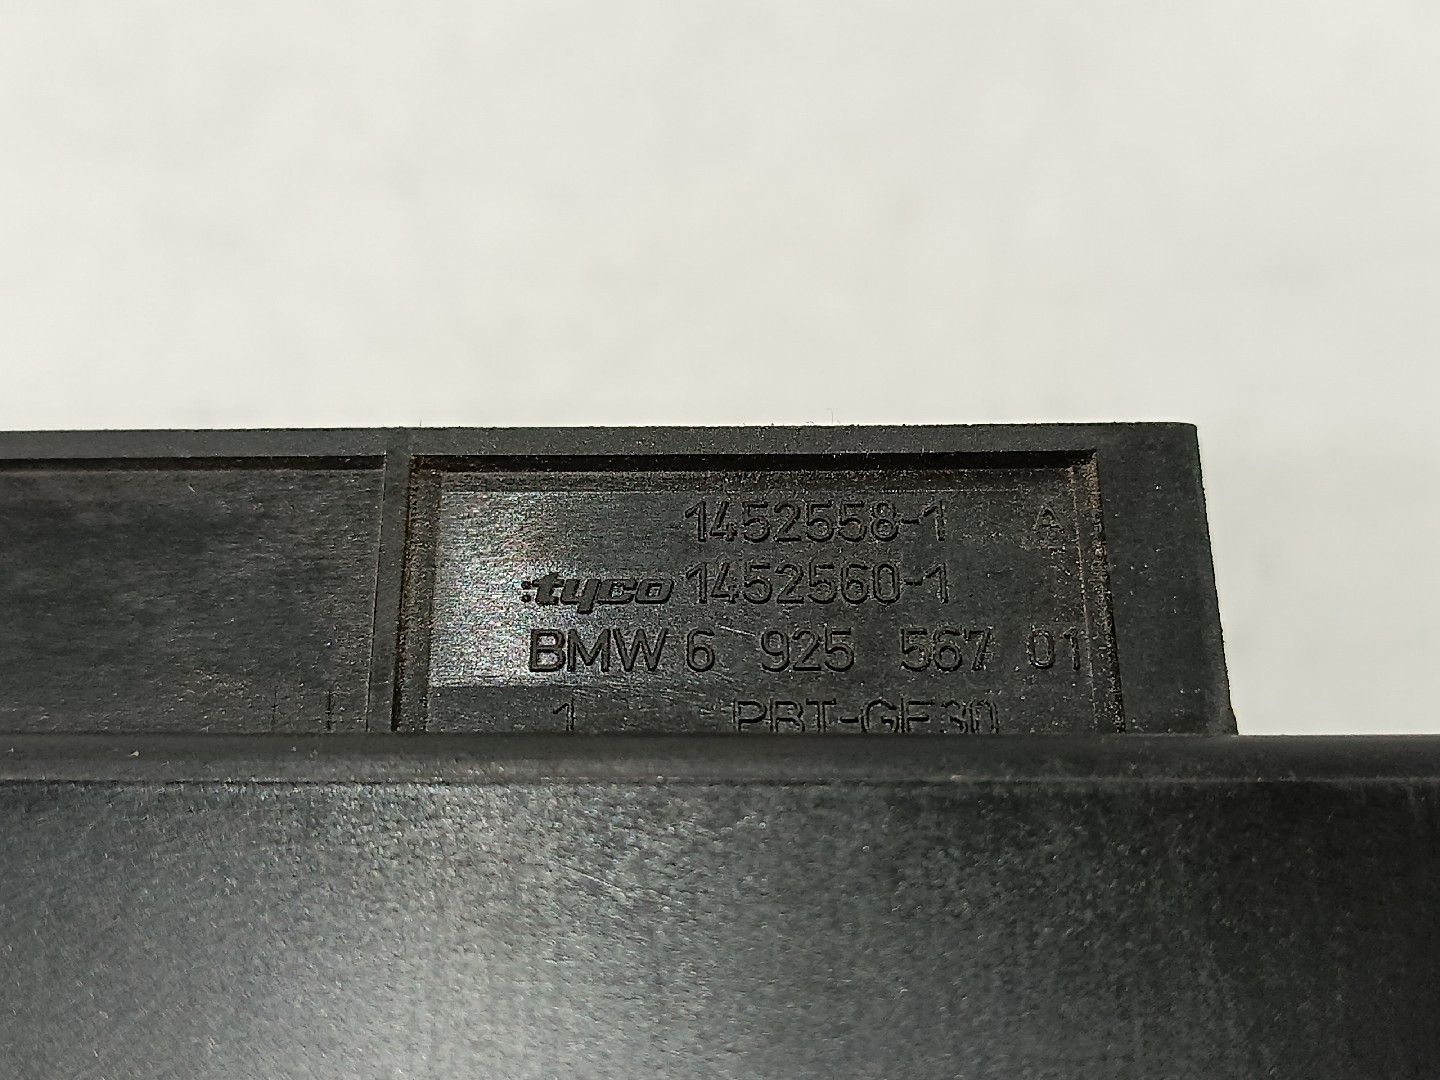 1452558-1 A
:tyco 1452560-1
BMW 6 925 567 01
1 PBT-GF30